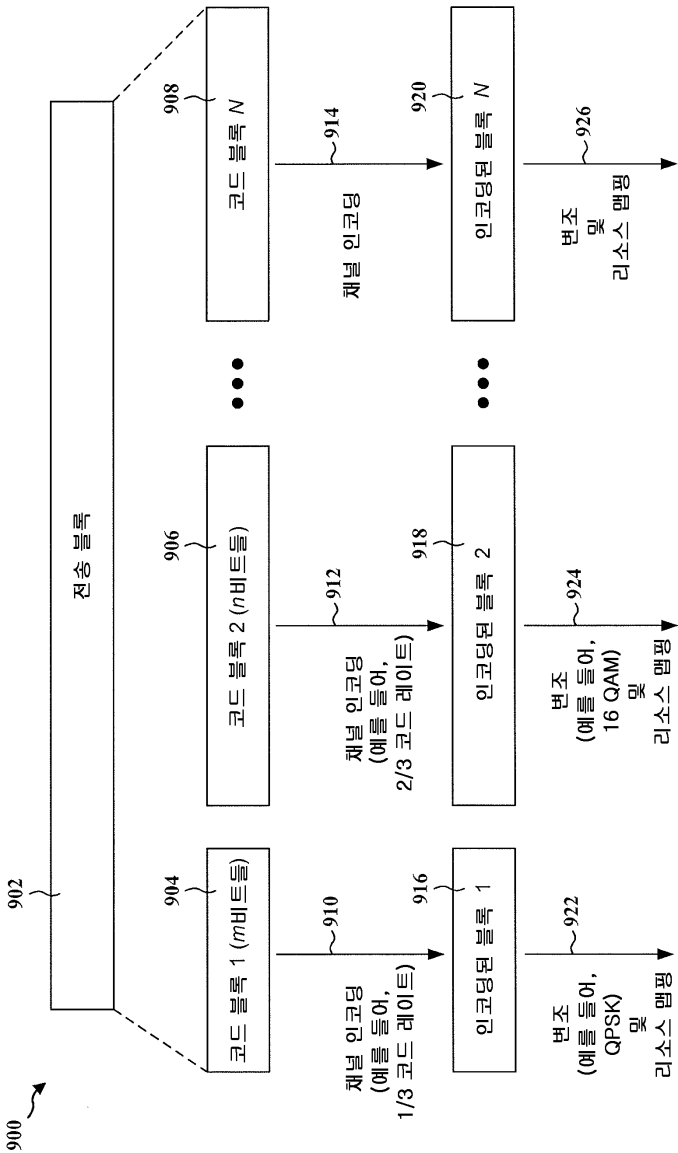 900
902
전송 블록
904
코드 블록 1 (m비트들)
906
코드 블록 2 (n비트들)
908
코드 블록 N
910
채널 인코딩
(예를 들어,
1/3 코드 레이트)
912
채널 인코딩
(예를 들어,
2/3 코드 레이트)
914
채널 인코딩
916
인코딩된 블록 1
918
인코딩된 블록 2
920
인코딩된 블록 N
922
변조
(예를 들어,
QPSK)
및
리소스 맵핑
924
변조
(예를 들어,
16 QAM)
및
리소스 맵핑
926
변조
및
리소스 맵핑